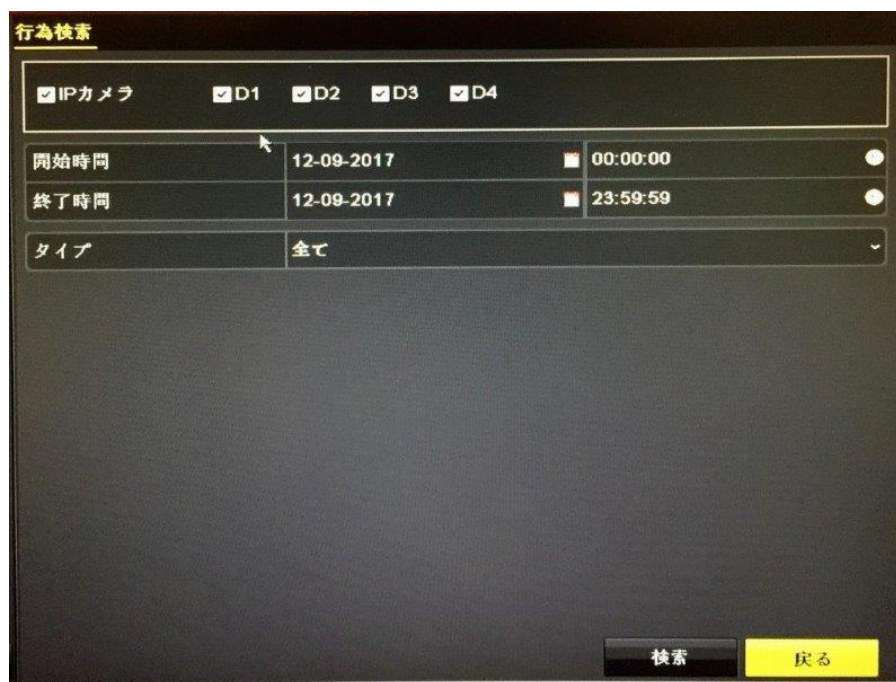 行為検索
IPカメラ D1 D2 D3 D4
開始時間 12-09-2017 00:00:00
終了時間 12-09-2017 23:59:59
タイプ 全て
検索 戻る